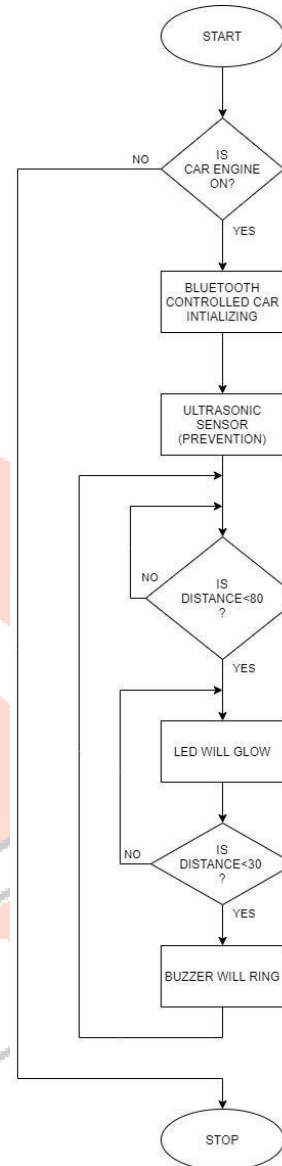 START
NO
IS
CAR ENGINE
ON?
YES
BLUETOOTH
CONTROLLED CAR
INTIALIZING
ULTRASONIC
SENSOR
(PREVENTION)
NO
IS
DISTANCE<80
?
YES
LED WILL GLOW
NO
IS
DISTANCE<30
?
YES
BUZZER WILL RING
STOP